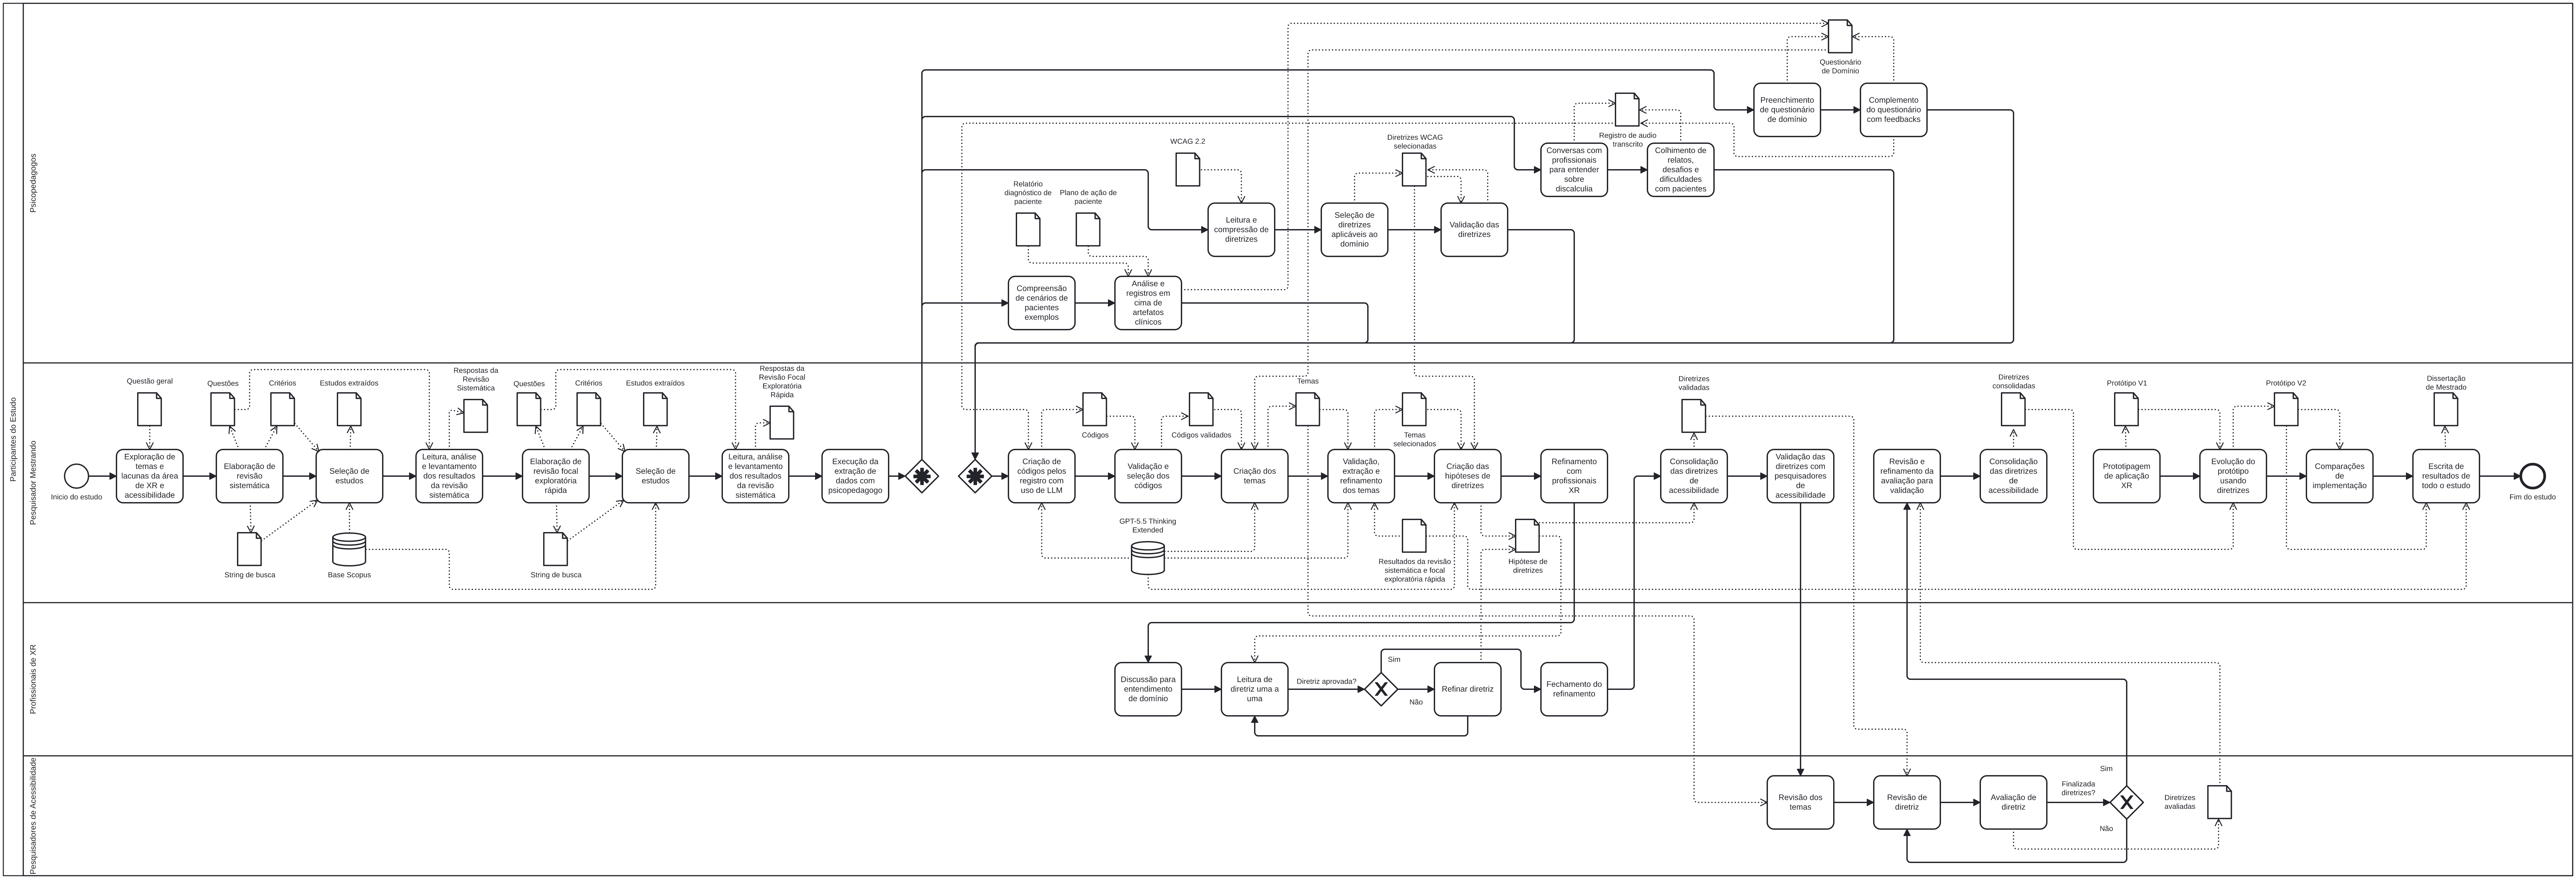 Participantes do Estudo
Psicopedagogos
Questionário
de Domínio
Preenchimento
de questionário
de domínio
Complemento
do questionário
com feedbacks
Registro de audio
transcrito
Conversas com
profissionais
para entender
sobre
discalculia
Colhimento de
relatos,
desafios e
dificuldades
com pacientes
WCAG 2.2
Diretrizes WCAG
selecionadas
Leitura e
compressão de
diretrizes
Seleção de
diretrizes
aplicáveis ao
domínio
Validação das
diretrizes
Relatório
diagnóstico de
paciente
Plano de ação de
paciente
Compreensão
de cenários de
pacientes
exemplos
Análise e
registros em
cima de
artefatos
clínicos
Pesquisador Mestrando
Inicio do estudo
Questão geral
Exploração de
temas e
lacunas da área
de XR e
acessibilidade
Questões
Critérios
Elaboração de
revisão
sistemática
String de busca
Estudos extraídos
Seleção de
estudos
Base Scopus
Respostas da
Revisão
Sistemática
Leitura, análise
e levantamento
dos resultados
da revisão
sistemática
Questões
Critérios
Elaboração de
revisão focal
exploratória
rápida
String de busca
Estudos extraídos
Seleção de
estudos
Respostas da
Revisão Focal
Exploratória
Rápida
Leitura, análise
e levantamento
dos resultados
da revisão
sistemática
Execução da
extração de
dados com
psicopedagogo
Criação de
códigos pelos
registro com
uso de LLM
Códigos
Validação e
seleção dos
códigos
Códigos validados
GPT-5.5 Thinking
Extended
Criação dos
temas
Temas
Validação,
extração e
refinamento
dos temas
Temas
selecionados
Resultados da revisão
sistemática e focal
exploratória rápida
Criação das
hipóteses de
diretrizes
Hipótese de
diretrizes
Refinamento
com
profissionais
XR
Diretrizes
validadas
Consolidação
das diretrizes
de
acessibilidade
Validação das
diretrizes com
pesquisadores
de
acessibilidade
Revisão e
refinamento da
avaliação para
validação
Diretrizes
consolidadas
Consolidação
das diretrizes
de
acessibilidade
Protótipo V1
Prototipagem
de aplicação
XR
Evolução do
protótipo
usando
diretrizes
Protótipo V2
Comparações
de
implementação
Dissertação
de Mestrado
Escrita de
resultados de
todo o estudo
Fim do estudo
Profissionais de XR
Discussão para
entendimento
de domínio
Leitura de
diretriz uma a
uma
Diretriz aprovada?
Sim
Não
Refinar diretriz
Fechamento do
refinamento
Pesquisadores de Acessibilidade
Revisão dos
temas
Revisão de
diretriz
Avaliação de
diretriz
Finalizada
diretrizes?
Sim
Não
Diretrizes
avaliadas